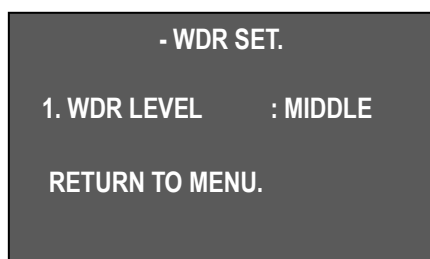 - WDR SET.
1. WDR LEVEL : MIDDLE
RETURN TO MENU.